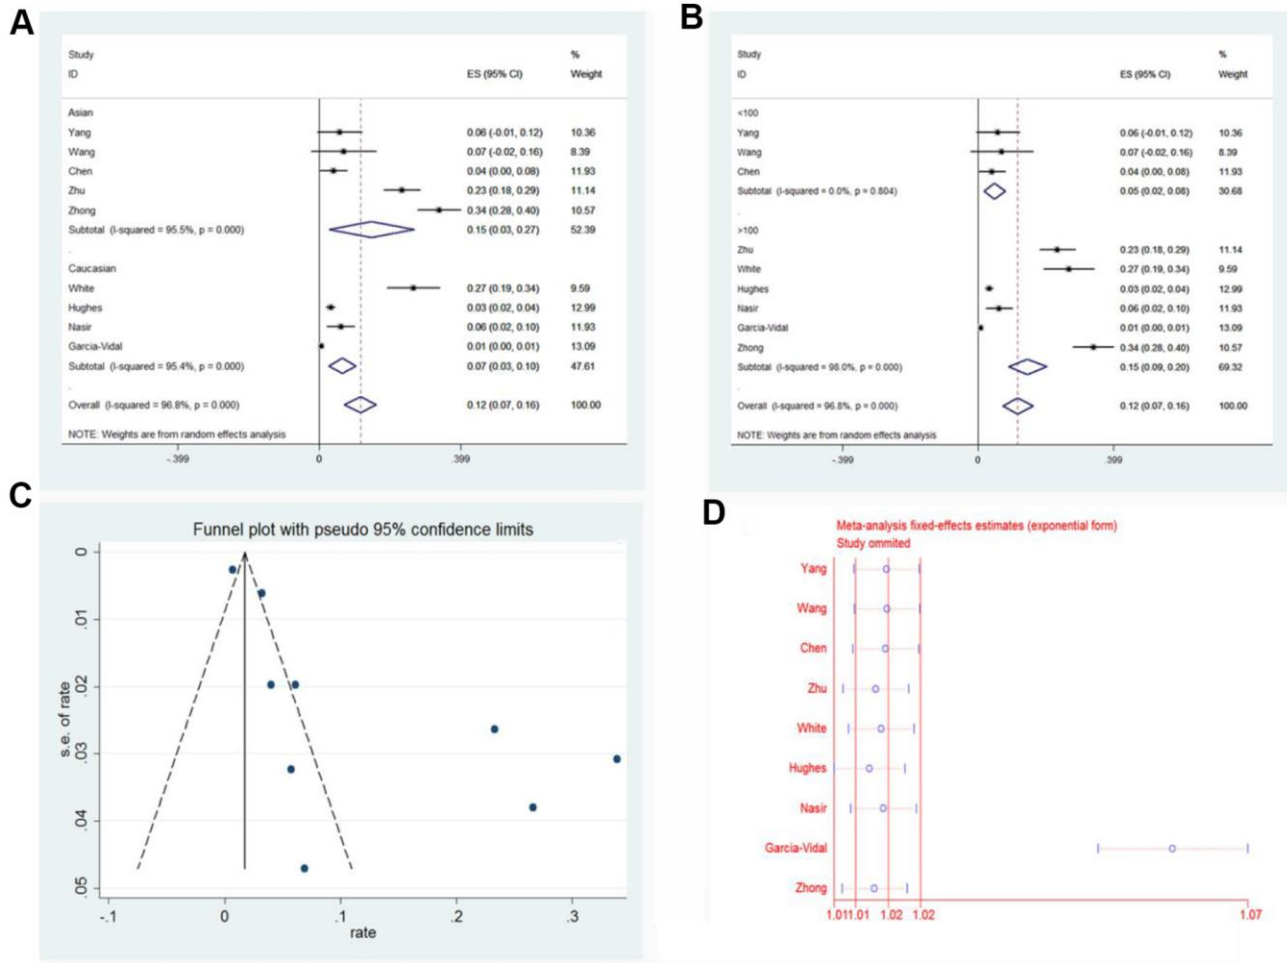 A
Study %
ID ES (95% CI) Weight
Asian
Yang 0.06 (-0.01, 0.12) 10.36
Wang 0.07 (-0.02, 0.16) 8.39
Chen 0.04 (0.00, 0.08) 11.93
Zhu 0.23 (0.18, 0.29) 11.14
Zhong 0.34 (0.28, 0.40) 10.57
Subtotal (I-squared = 95.5%, p = 0.000) 0.15 (0.03, 0.27) 52.39
.
Caucasian
White 0.27 (0.19, 0.34) 9.59
Hughes 0.03 (0.02, 0.04) 12.99
Nasir 0.06 (0.02, 0.10) 11.93
Garcia-Vidal 0.01 (0.00, 0.01) 13.09
Subtotal (I-squared = 95.4%, p = 0.000) 0.07 (0.03, 0.10) 47.61
.
Overall (I-squared = 96.8%, p = 0.000) 0.12 (0.07, 0.16) 100.00
NOTE: Weights are from random effects analysis
-.399 0 .399
B
Study %
ID ES (95% CI) Weight
<100
Yang 0.06 (-0.01, 0.12) 10.36
Wang 0.07 (-0.02, 0.16) 8.39
Chen 0.04 (0.00, 0.08) 11.93
Subtotal (I-squared = 0.0%, p = 0.804) 0.05 (0.02, 0.08) 30.68
.
>100
Zhu 0.23 (0.18, 0.29) 11.14
White 0.27 (0.19, 0.34) 9.59
Hughes 0.03 (0.02, 0.04) 12.99
Nasir 0.06 (0.02, 0.10) 11.93
Garcia-Vidal 0.01 (0.00, 0.01) 13.09
Zhong 0.34 (0.28, 0.40) 10.57
Subtotal (I-squared = 98.0%, p = 0.000) 0.15 (0.09, 0.20) 69.32
.
Overall (I-squared = 96.8%, p = 0.000) 0.12 (0.07, 0.16) 100.00
NOTE: Weights are from random effects analysis
-.399 0 .399
C
Funnel plot with pseudo 95% confidence limits
s.e. of rate
0
.01
.02
.03
.04
.05
-.1 0 .1 .2 .3
rate
D
Meta-analysis fixed-effects estimates (exponential form)
Study ommited
Yang
Wang
Chen
Zhu
White
Hughes
Nasir
Garcia-Vidal
Zhong
1.01 1.01 1.02 1.02 1.07